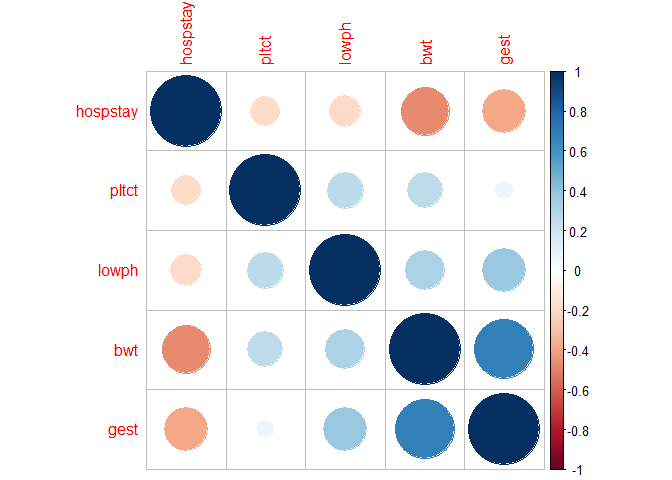 hospstay
pltct
lowph
bwt
gest
hospstay
pltct
lowph
bwt
gest
1
0.8
0.6
0.4
0.2
0
-0.2
-0.4
-0.6
-0.8
-1